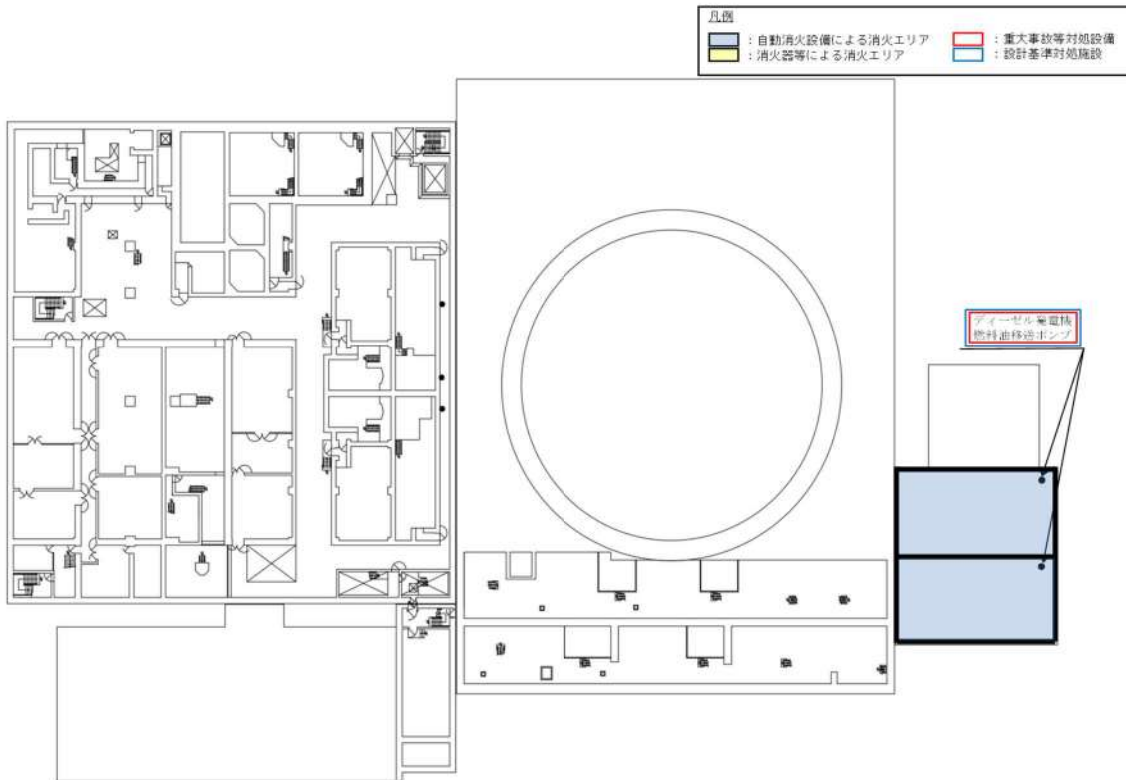 凡例
：自動消火設備による消火エリア
：消火器等による消火エリア
：重大事故等対処設備
：設計基準対処施設
ディーゼル発電機
燃料油移送ポンプ